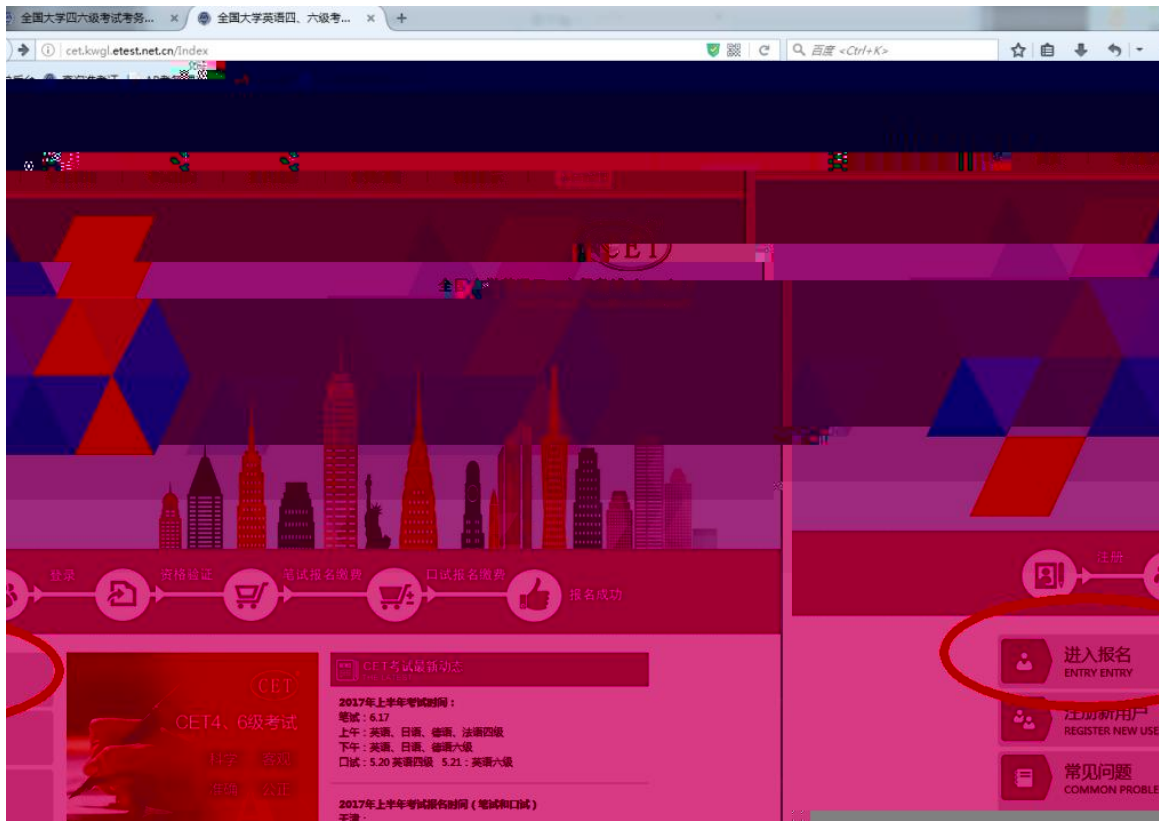 全国大学四六级考试考务... × 全国大学英语四、六级考... × +
cet.kwgl.etest.net.cn/Index
百度 <Ctrl+K>
CET
登录
资格验证
笔试报名缴费
口试报名缴费
报名成功
注册
进入报名
ENTRY ENTRY
注册新用户
REGISTER NEW USE
常见问题
COMMON PROBLE
CET
CET4、6级考试
科学 客观
准确 公正
CET考试最新动态
2017年上半年考试时间：
笔试：6.17
上午：英语、日语、德语、法语四级
下午：英语、日语、德语六级
口试：5.20 英语四级 5.21：英语六级
2017年上半年考试报名时间（笔试和口试）
天津：